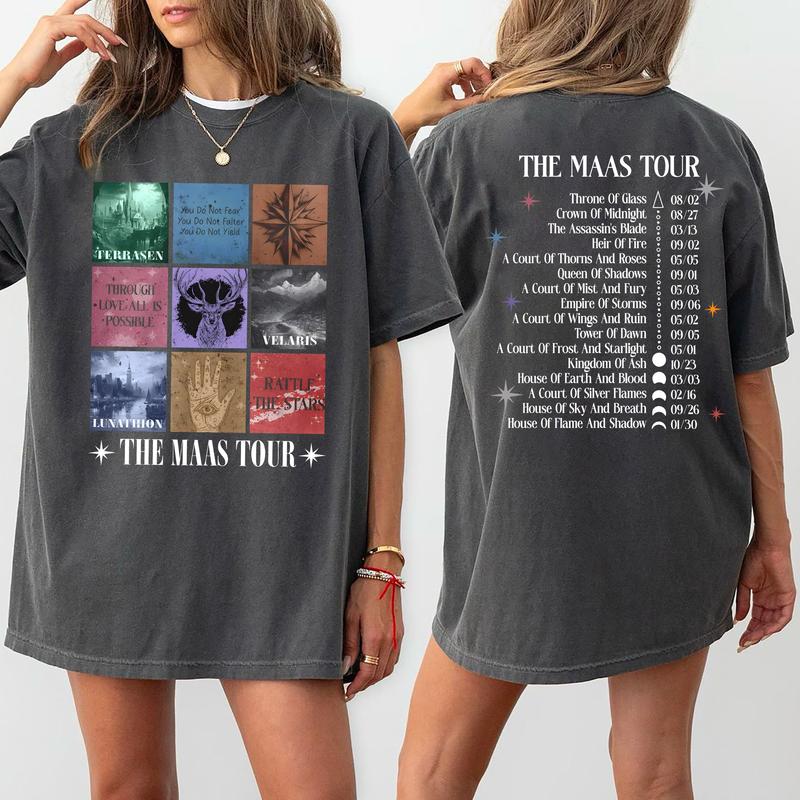 TERRASEN
You Do Not Fear
You Do Not Falter
You Do Not Yield
THROUGH
LOVE, ALL IS
POSSIBLE
VELARIS
LUNATHION
RATTLE
THE STARS
THE MAAS TOUR
THE MAAS TOUR
Throne Of Glass 08/02
Crown Of Midnight 08/27
The Assassin's Blade 03/13
Heir Of Fire 09/02
A Court Of Thorns And Roses 05/05
Queen Of Shadows 09/01
A Court Of Mist And Fury 05/03
Empire Of Storms 09/06
A Court Of Wings And Ruin 05/02
Tower Of Dawn 09/05
A Court Of Frost And Starlight 05/01
Kingdom Of Ash 10/23
House Of Earth And Blood 03/03
A Court Of Silver Flames 02/16
House Of Sky And Breath 09/26
House Of Flame And Shadow 01/30